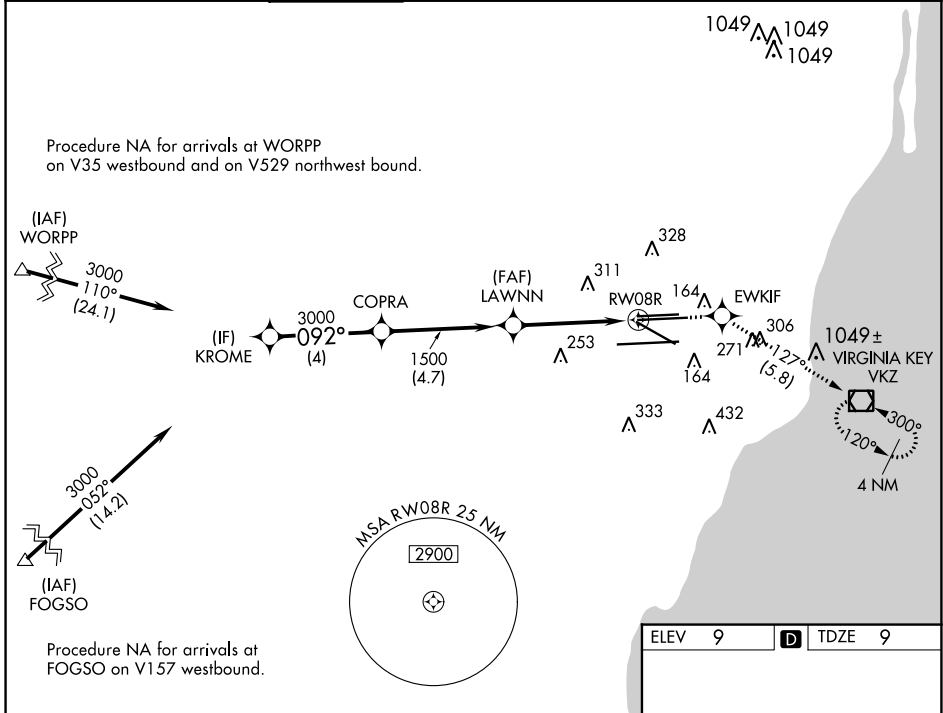 1049
1049
1049
Procedure NA for arrivals at WORPP
on V35 westbound and on V529 northwest bound.
(IAF)
WORPP
3000
110°
(24.1)
(IF)
KROME
3000
092°
(4)
COPRA
1500
(4.7)
(FAF)
LAWNN
311
328
253
RW08R
164
EWKIF
271
306
164
127°
(5.8)
1049±
VIRGINIA KEY
VKZ
300°
120°
4 NM
333
432
3000
052°
(14.2)
(IAF)
FOGSO
MSA RW08R 25 NM
2900
Procedure NA for arrivals at
FOGSO on V157 westbound.
ELEV 9 D TDZE 9